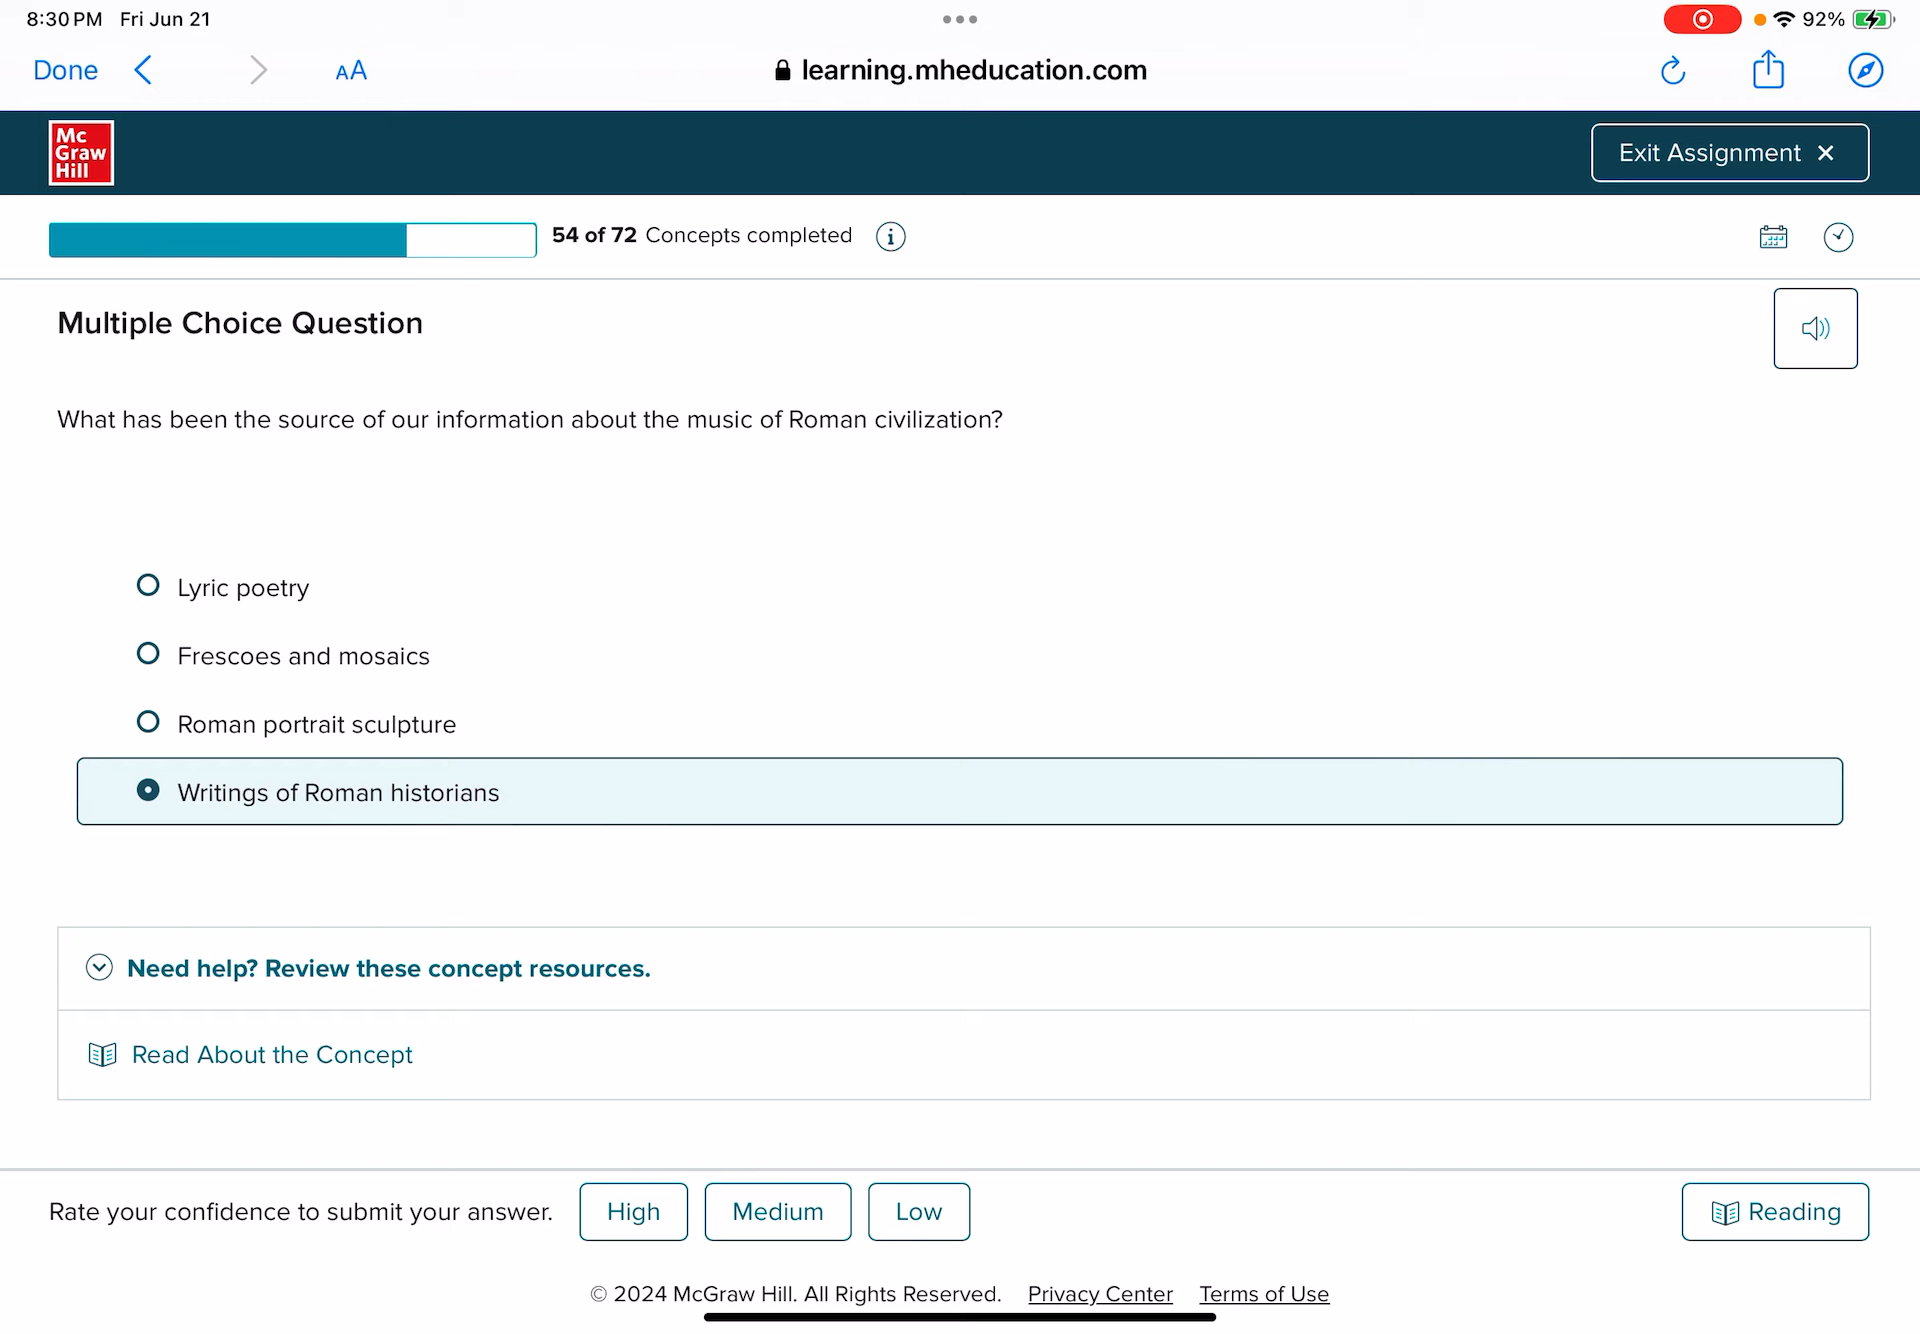 8:30 PM Fri Jun 21
92%
Done
AA
learning.mheducation.com
Mc
Graw
Hill
Exit Assignment
54 of 72 Concepts completed
Multiple Choice Question
What has been the source of our information about the music of Roman civilization?
Lyric poetry
Frescoes and mosaics
Roman portrait sculpture
Writings of Roman historians
Need help? Review these concept resources.
Read About the Concept
Rate your confidence to submit your answer.
High
Medium
Low
Reading
© 2024 McGraw Hill. All Rights Reserved. Privacy Center Terms of Use